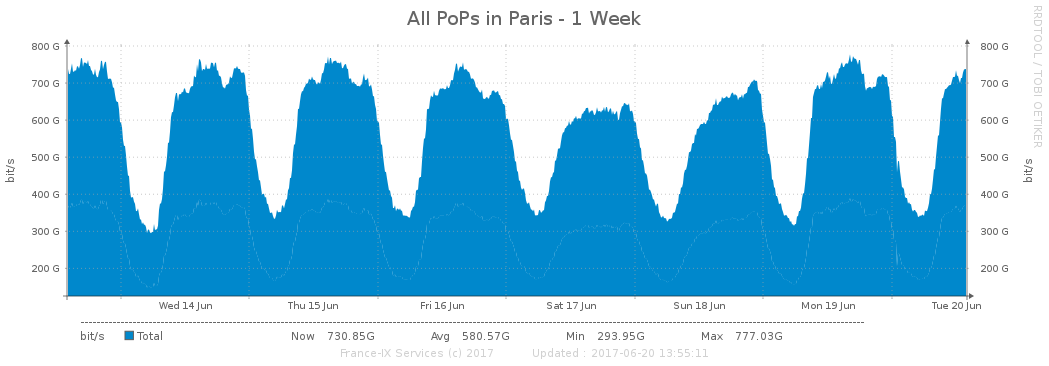 All PoPs in Paris - 1 Week
RRDTOOL / TOBI OETIKER
bit/s
800 G 800 G
700 G 700 G
600 G 600 G
500 G 500 G
400 G 400 G
300 G 300 G
200 G 200 G
bit/s
Wed 14 Jun Thu 15 Jun Fri 16 Jun Sat 17 Jun Sun 18 Jun Mon 19 Jun Tue 20 Jun
bit/s Total Now 730.85G Avg 580.57G Min 293.95G Max 777.03G
France-IX Services (c) 2017 Updated : 2017-06-20 13:55:11